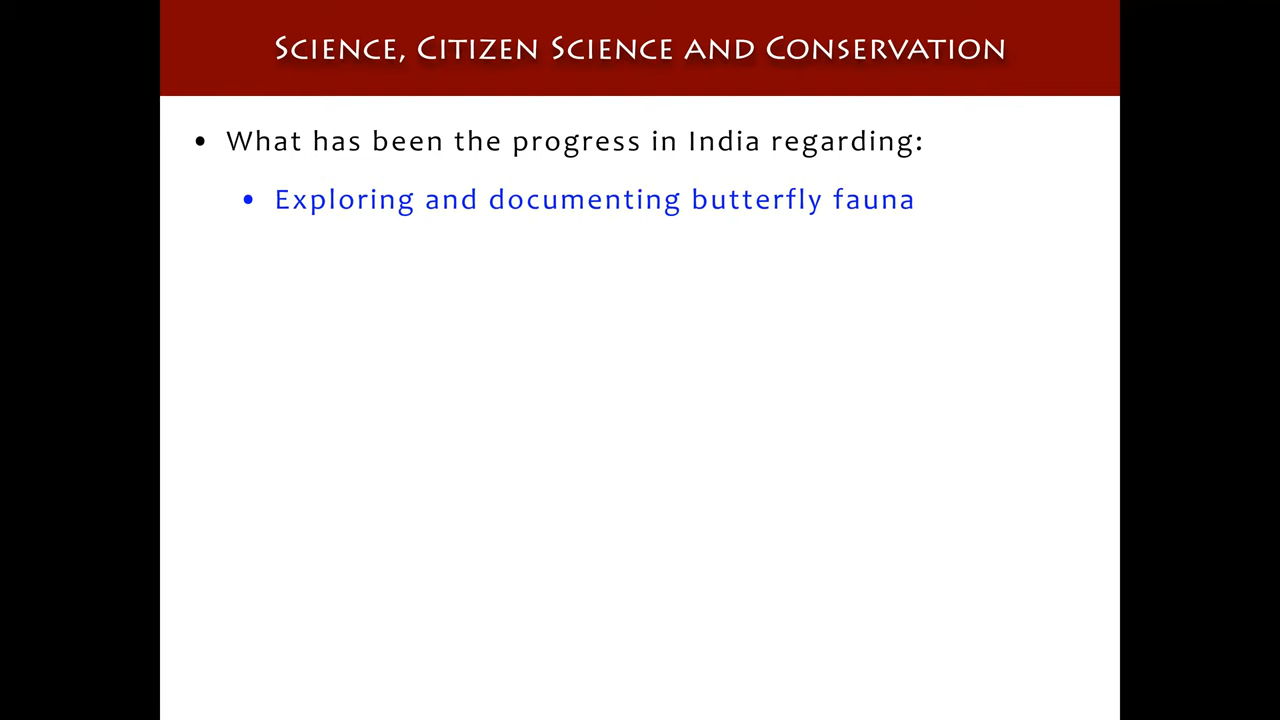 Science, Citizen Science and Conservation
• What has been the progress in India regarding:
• Exploring and documenting butterfly fauna